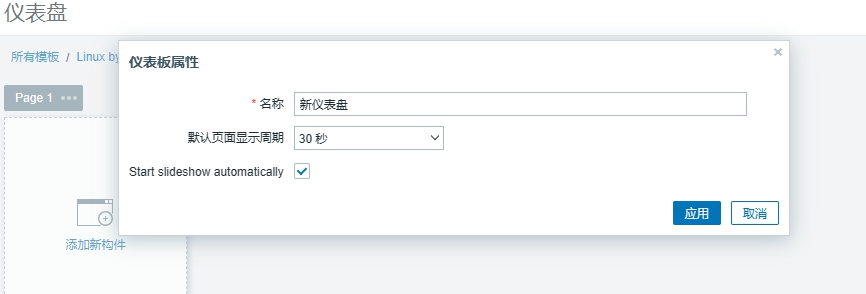 仪表盘
所有模板 / Linux by
仪表板属性
Page 1
* 名称 新仪表盘
默认页面显示周期 30 秒
Start slideshow automatically
应用 取消
添加新构件